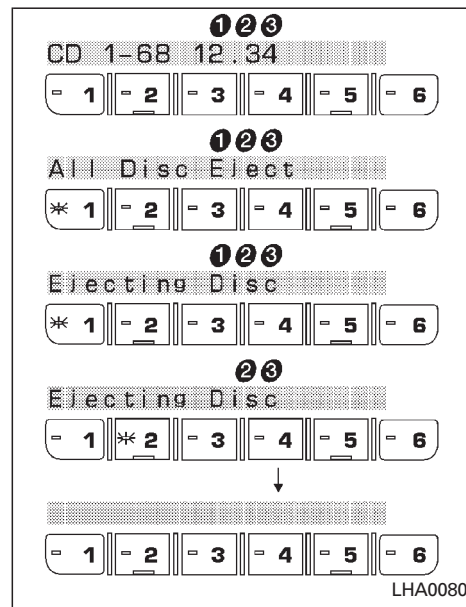 ❶❷❸
CD 1-68 12.34
1 2 3 4 5 6
❶❷❸
All Disc Eject
1 2 3 4 5 6
❶❷❸
Ejecting Disc
1 2 3 4 5 6
❷❸
Ejecting Disc
1 2 3 4 5 6
1 2 3 4 5 6
LHA0080